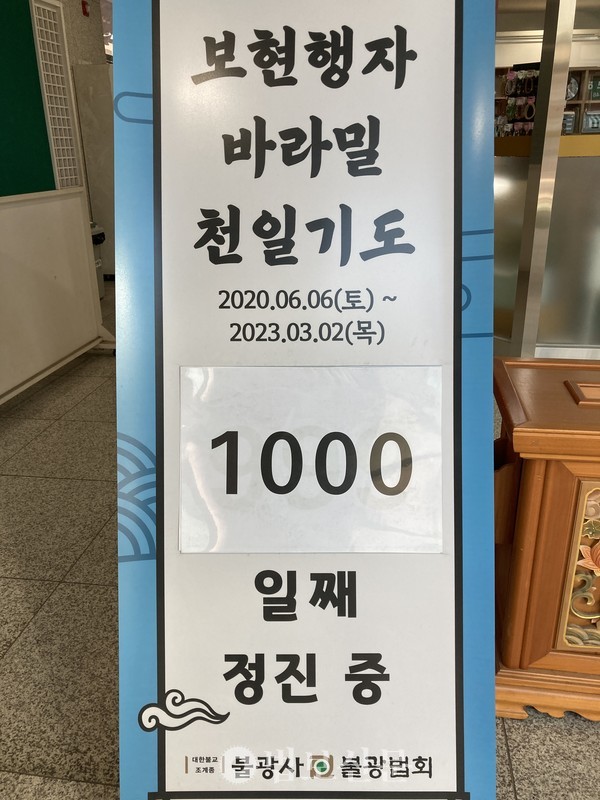 보현행자
바라밀
천일기도
2020.06.06(토) ~
2023.03.02(목)
1000
일째
정진 중
대한불교
조계종
불광사 불광법회